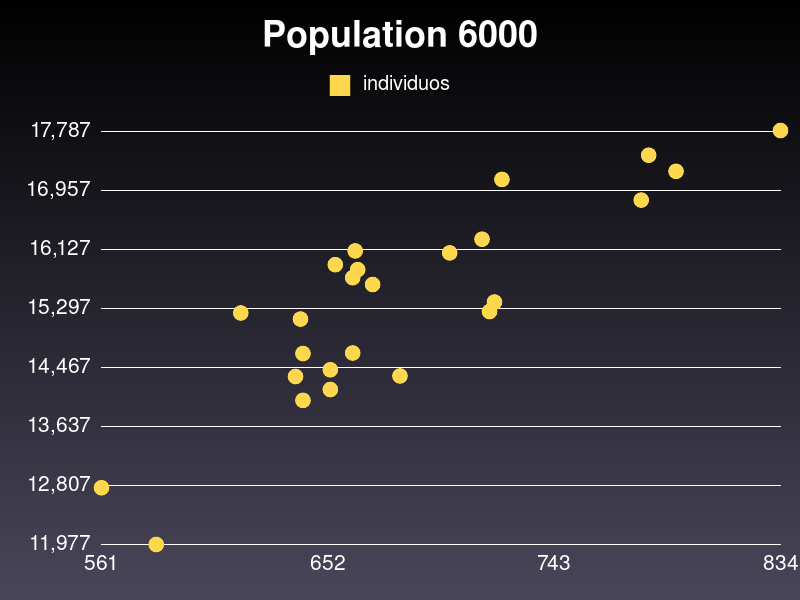 Population 6000
individuos
17,787
16,957
16,127
15,297
14,467
13,637
12,807
11,977
561 652 743 834